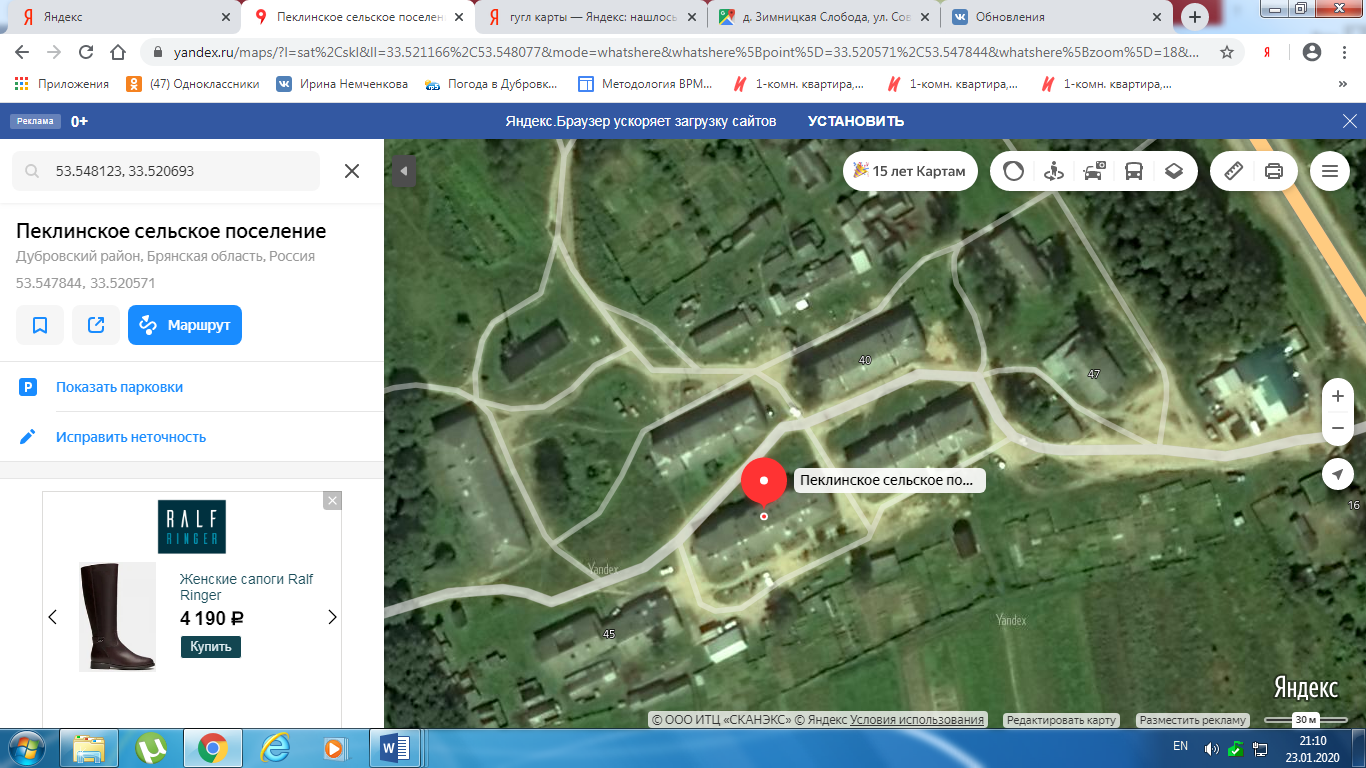 Яндекс
Пеклинское сельское поселен
гугл карты — Яндекс: нашлось
д. Зимницкая Слобода, ул. Сов
Обновления
yandex.ru/maps/?l=sat%2Cskl&ll=33.521166%2C53.548077&mode=whatshere&whatshere%5Bpoint%5D=33.520571%2C53.547844&whatshere%5Bzoom%5D=18&...
Приложения
(47) Одноклассники
Ирина Немченкова
Погода в Дубровк...
Методология ВРМ...
1-комн. квартира,...
1-комн. квартира,...
1-комн. квартира,...
»
Реклама
0+
Яндекс.Браузер ускоряет загрузку сайтов
УСТАНОВИТЬ
53.548123, 33.520693
15 лет Картам
Пеклинское сельское поселение
Дубровский район, Брянская область, Россия
53.547844, 33.520571
Маршрут
Показать парковки
Исправить неточность
RALF
RINGER
Женские сапоги Ralf
Ringer
4 190 ₽
Купить
40
47
Пеклинское сельское по...
16
Yandex
Yandex
45
Яндекс
© ООО ИТЦ «СКАНЭКС» © Яндекс Условия использования
Редактировать карту
Разместить рекламу
30 м
EN
21:10
23.01.2020